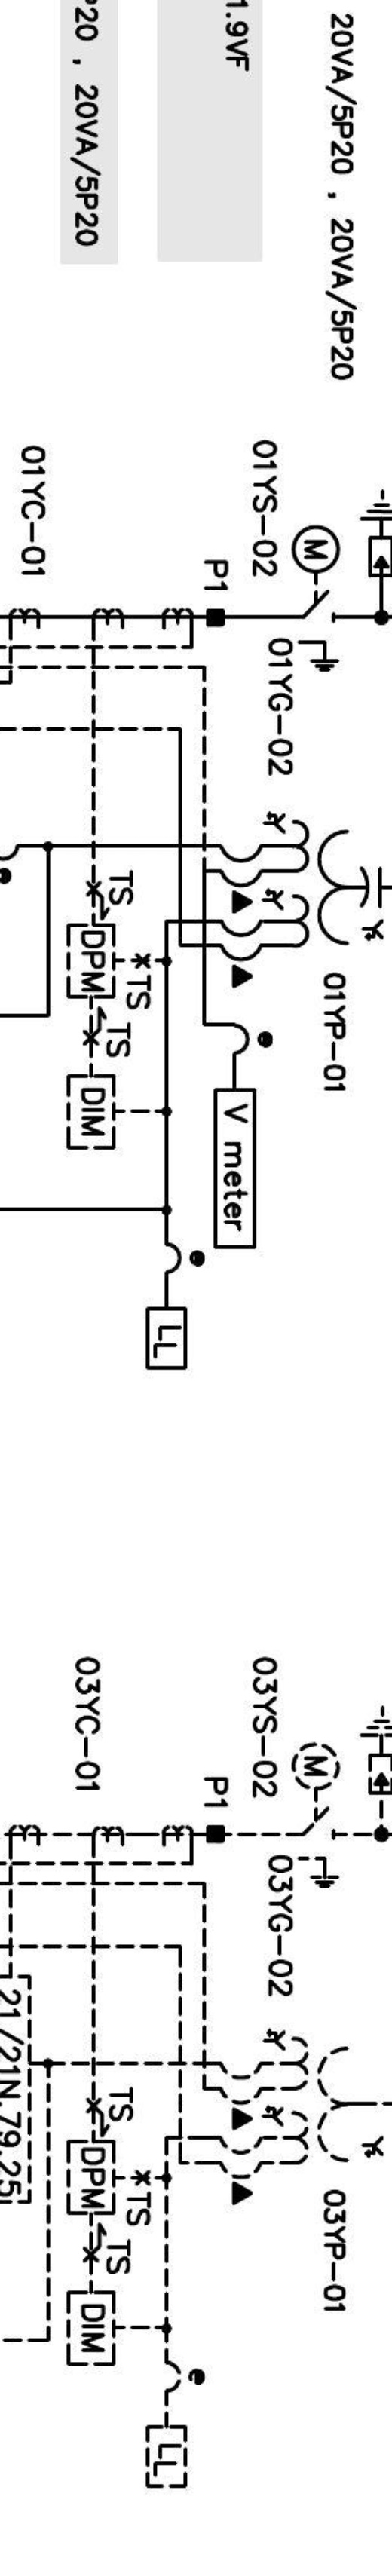 20VA/5P20 , 20VA/5P20
1.9VF
P20 , 20VA/5P20
01YS-02
M
01YG-02
P1
01YC-01
01YP-01
V meter
TS
DPM
TS
TS
DIM
e
e
LL
03YS-02
M
03YG-02
P1
03YC-01
03YP-01
TS
DPM
TS
TS
DIM
e
LL
21/21N.79.25